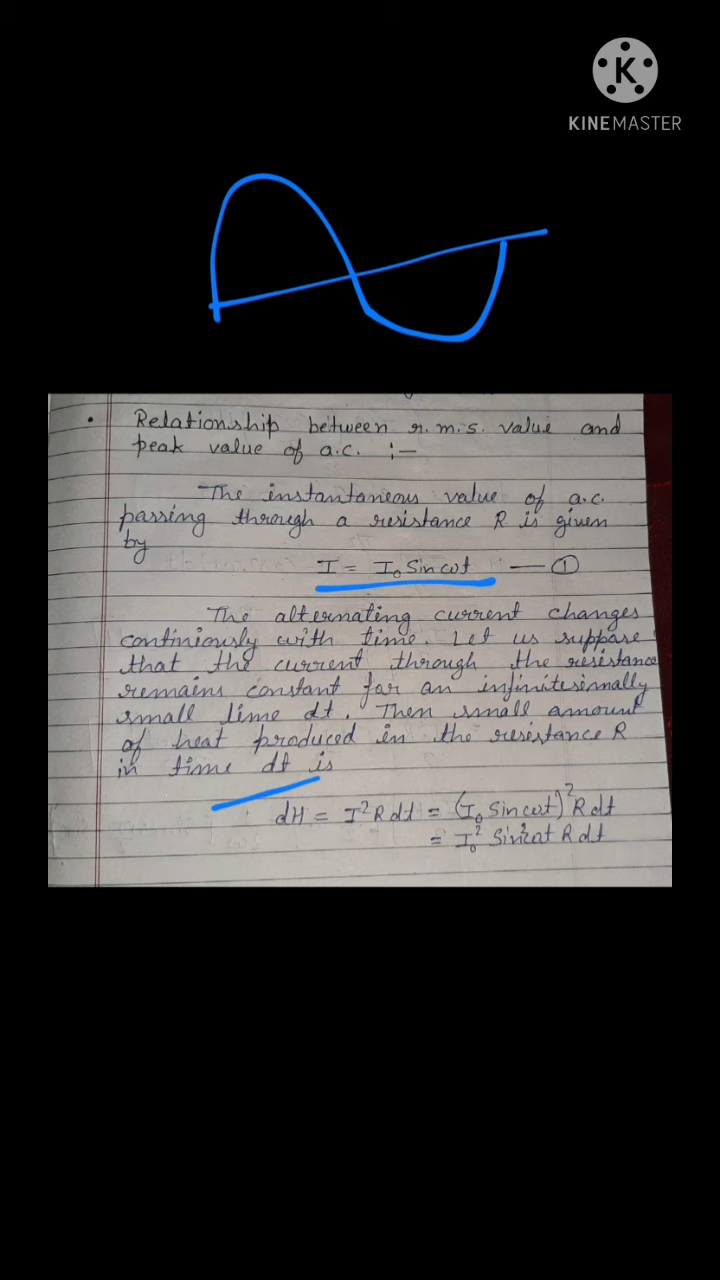 KINEMASTER
• Relationship between r.m.s. value and
peak value of a.c. :-
The instantaneous value of a.c.
passing through a resistance R is given
by
I = I₀ Sin ωt —①
The alternating current changes
continiously with time. Let us suppase
that the current through the resistance
remains constant for an infinitesimally
small time dt. Then small amount
of heat produced in the resistance R
in time dt is
dH = I²R dt = (I₀ Sin ωt)² R dt
= I₀² Sin²ωt R dt